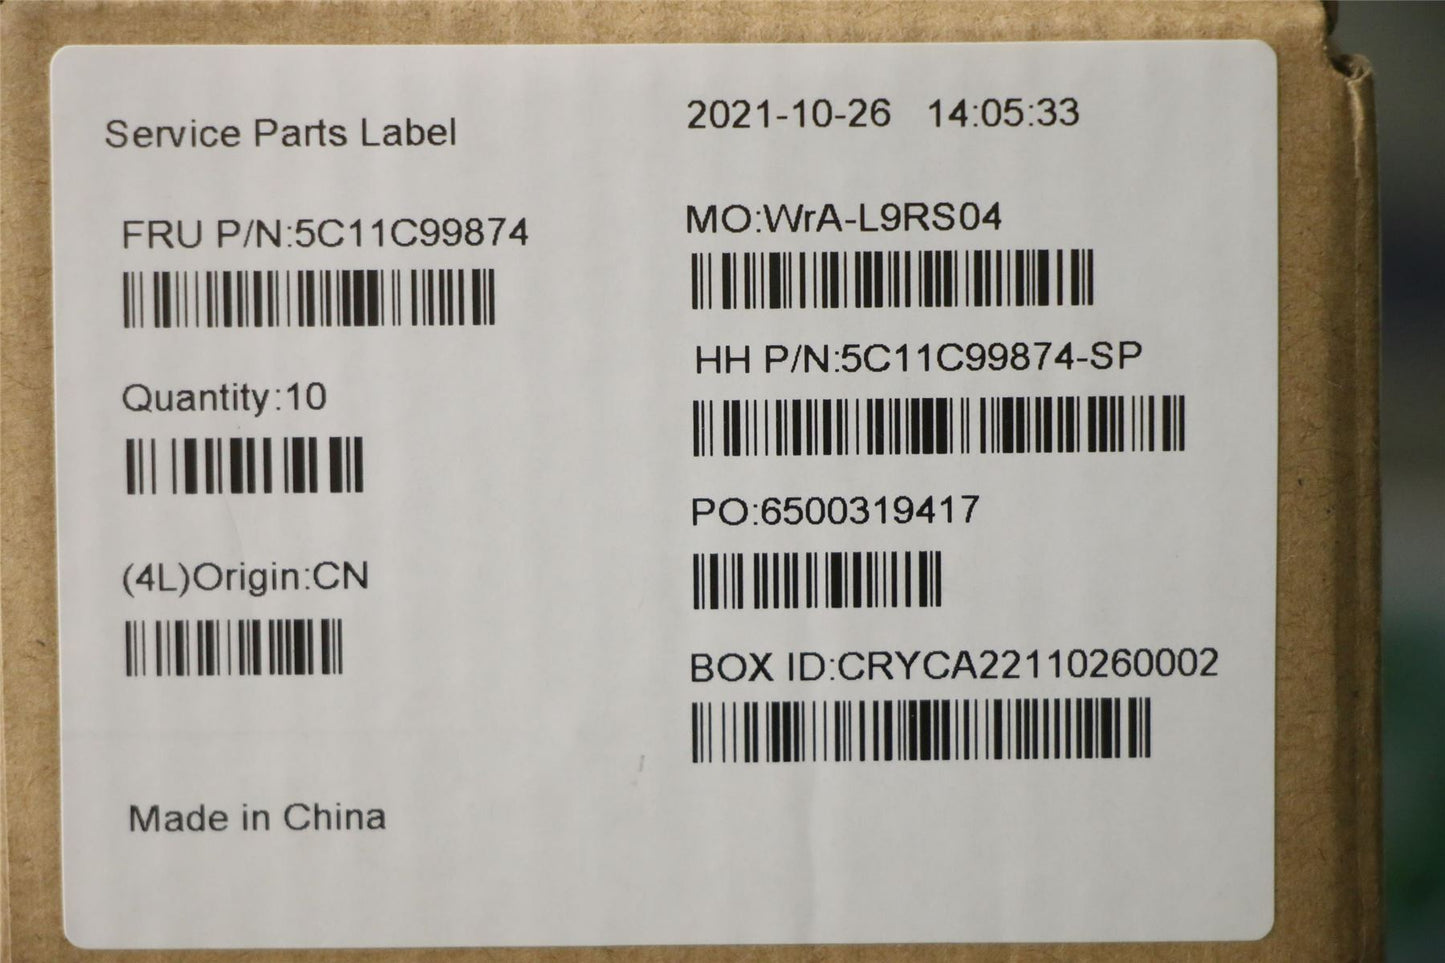 Service Parts Label
2021-10-26 14:05:33
FRU P/N:5C11C99874
MO:WrA-L9RS04
HH P/N:5C11C99874-SP
Quantity:10
PO:6500319417
(4L)Origin:CN
BOX ID:CRYCA22110260002
Made in China